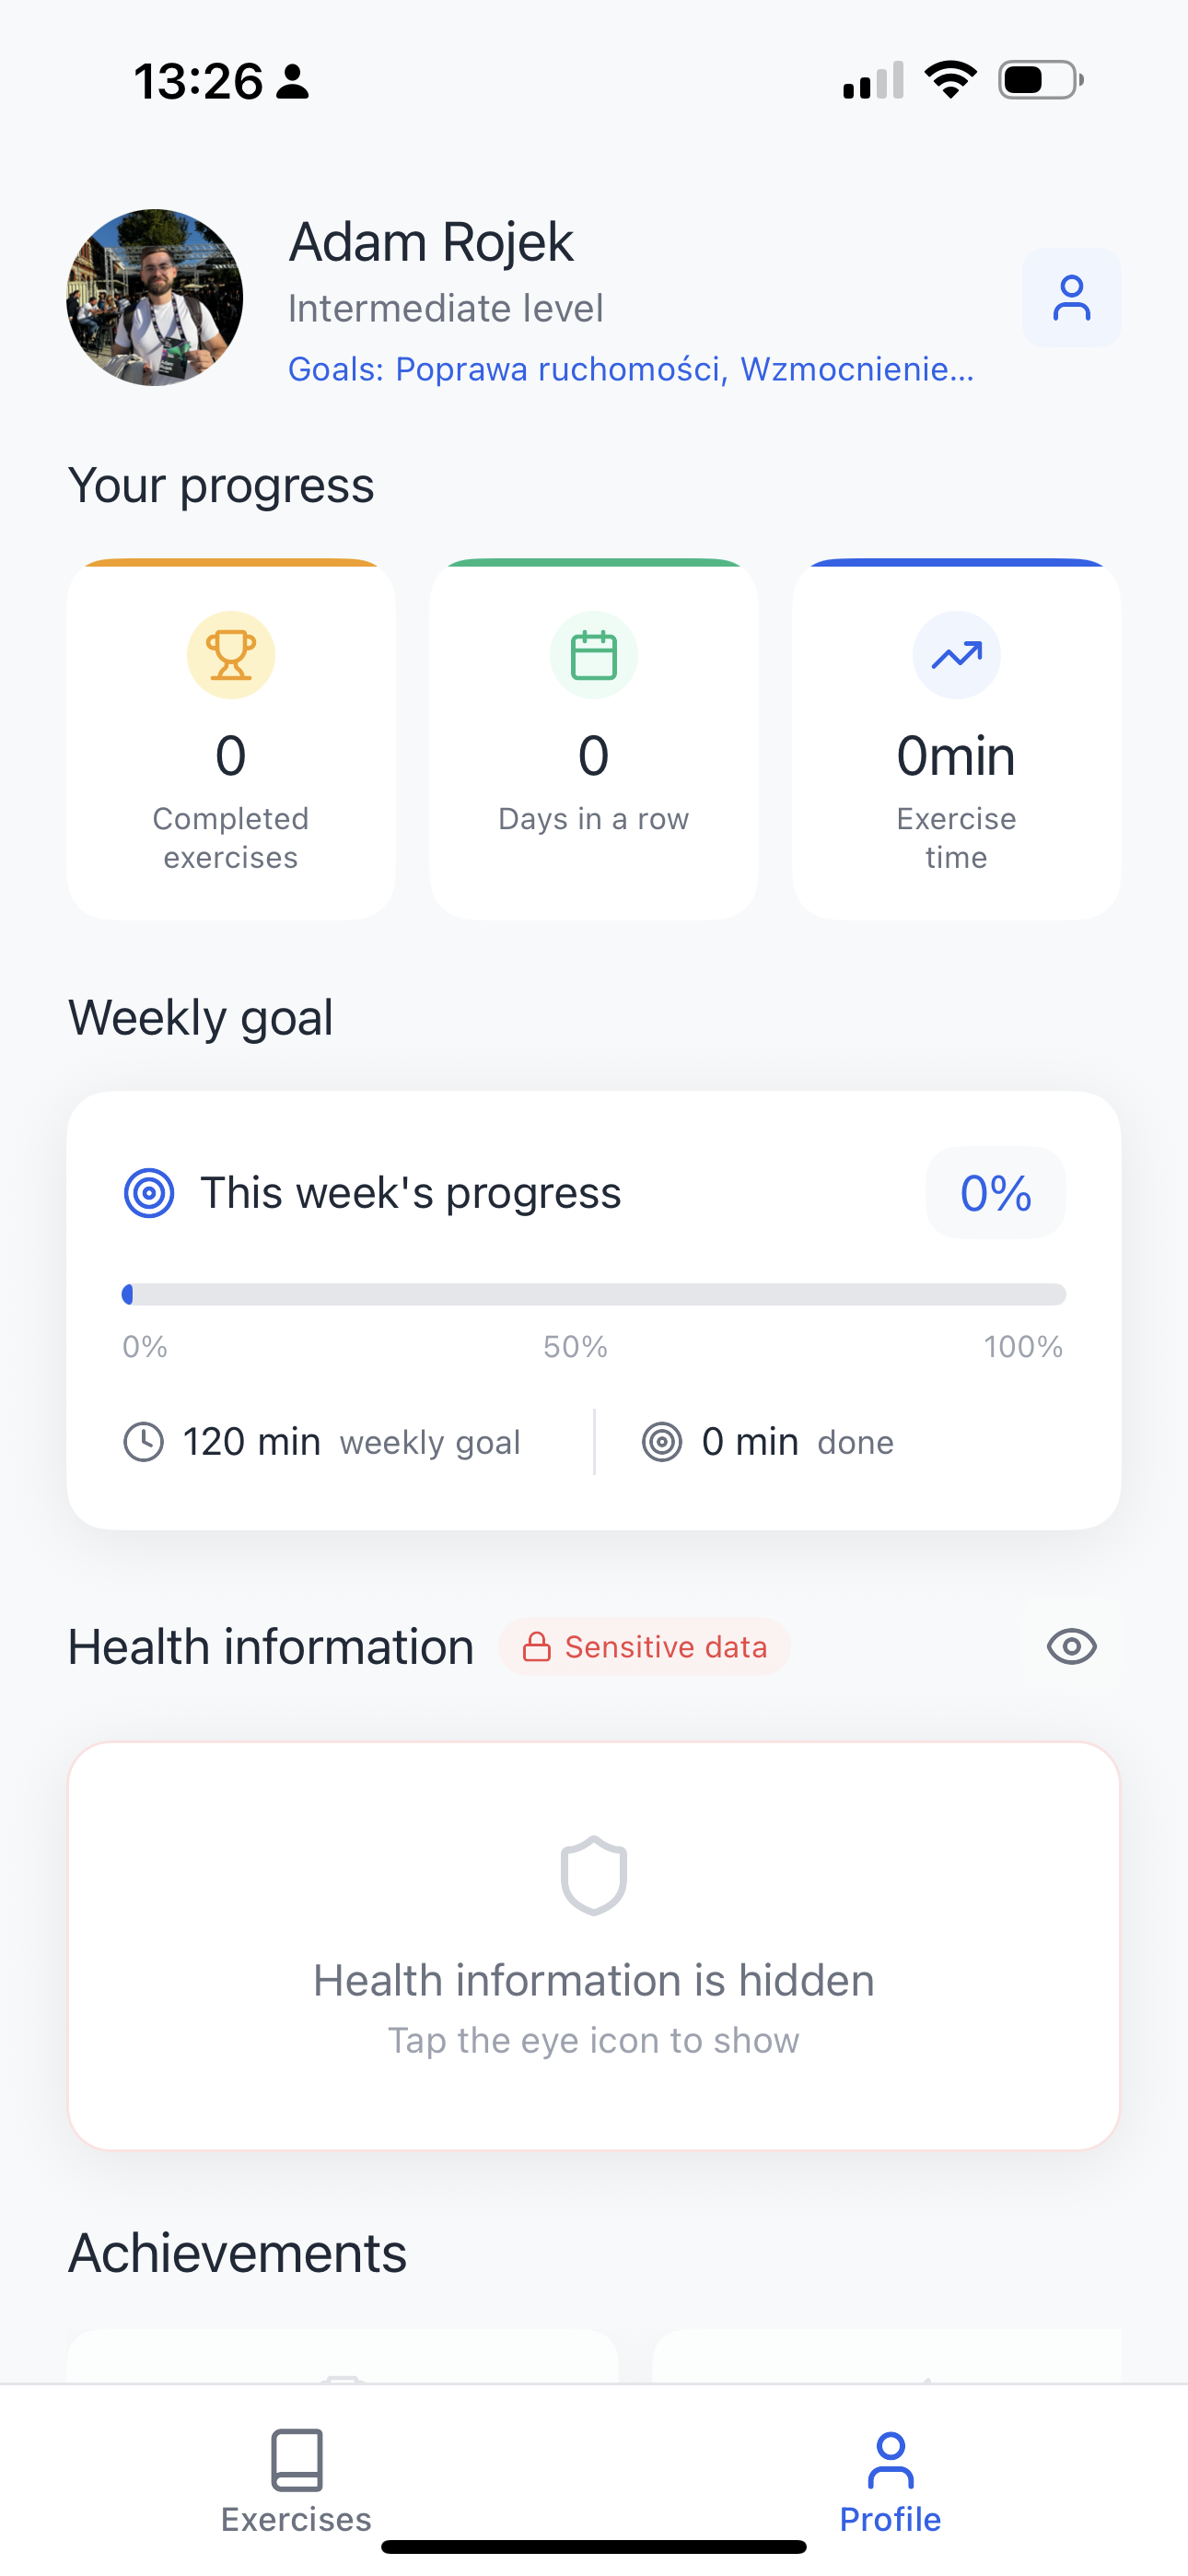 13:26
Adam Rojek
Intermediate level
Goals: Poprawa ruchomości, Wzmocnienie...
Your progress
0
Completed
exercises
0
Days in a row
0min
Exercise
time
Weekly goal
This week's progress
0%
0%
50%
100%
120 min weekly goal
0 min done
Health information
Sensitive data
Health information is hidden
Tap the eye icon to show
Achievements
Exercises
Profile